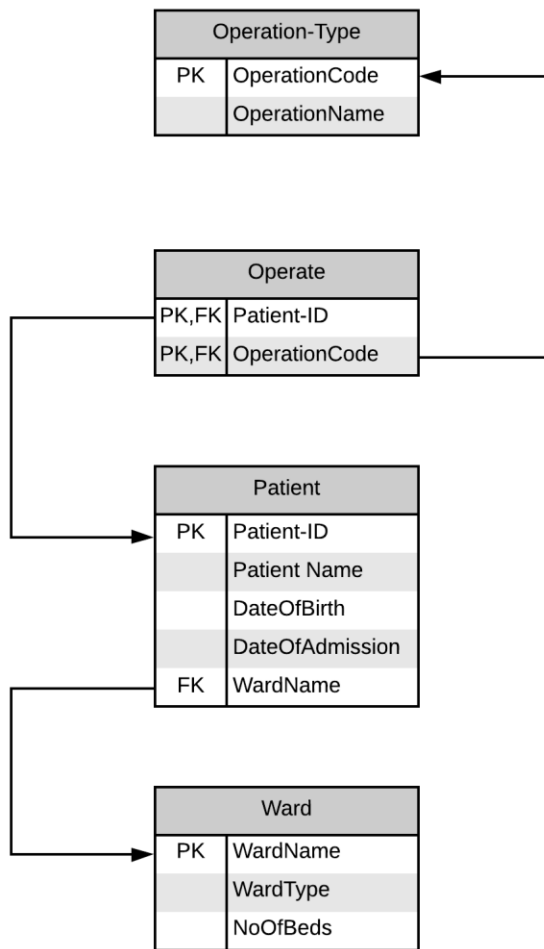 Operation-Type
PK OperationCode
OperationName
Operate
PK,FK Patient-ID
PK,FK OperationCode
Patient
PK Patient-ID
Patient Name
DateOfBirth
DateOfAdmission
FK WardName
Ward
PK WardName
WardType
NoOfBeds